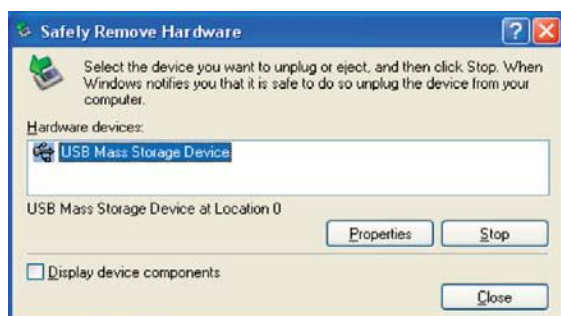 Safely Remove Hardware
Select the device you want to unplug or eject, and then click Stop. When
Windows notifies you that it is safe to do so unplug the device from your
computer.
Hardware devices:
USB Mass Storage Device
USB Mass Storage Device at Location 0
Properties
Stop
Display device components
Close